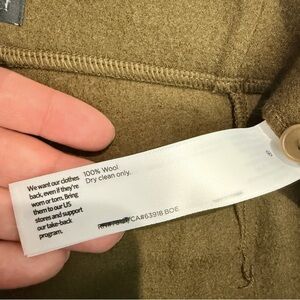 We want our clothes
back, even if they're
worn or torn. Bring
them to our US
stores and support
our take-back
program.
100% Wool
Dry clean only.
CA#63918 BOE